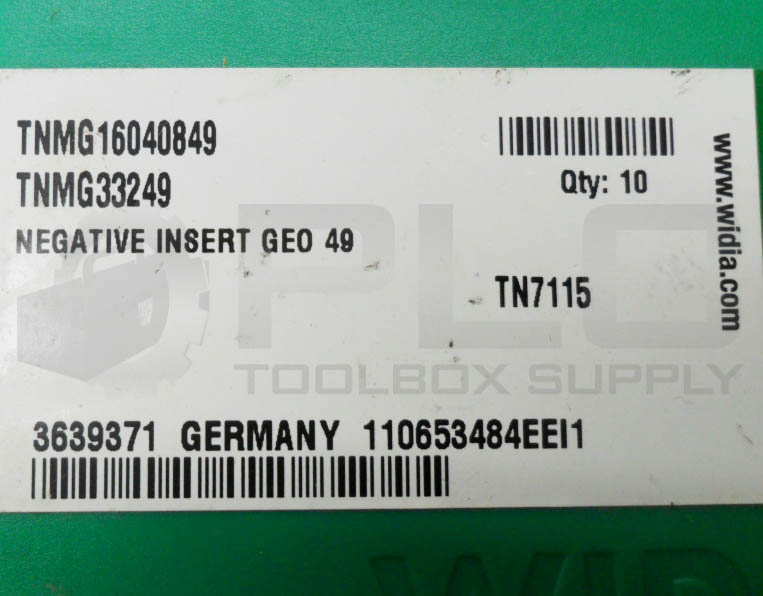 TNMG16040849
TNMG33249
Qty: 10
NEGATIVE INSERT GEO 49
TN7115
www.widia.com
PLC
TOOLBOX SUPPLY
3639371 GERMANY 110653484EEI1